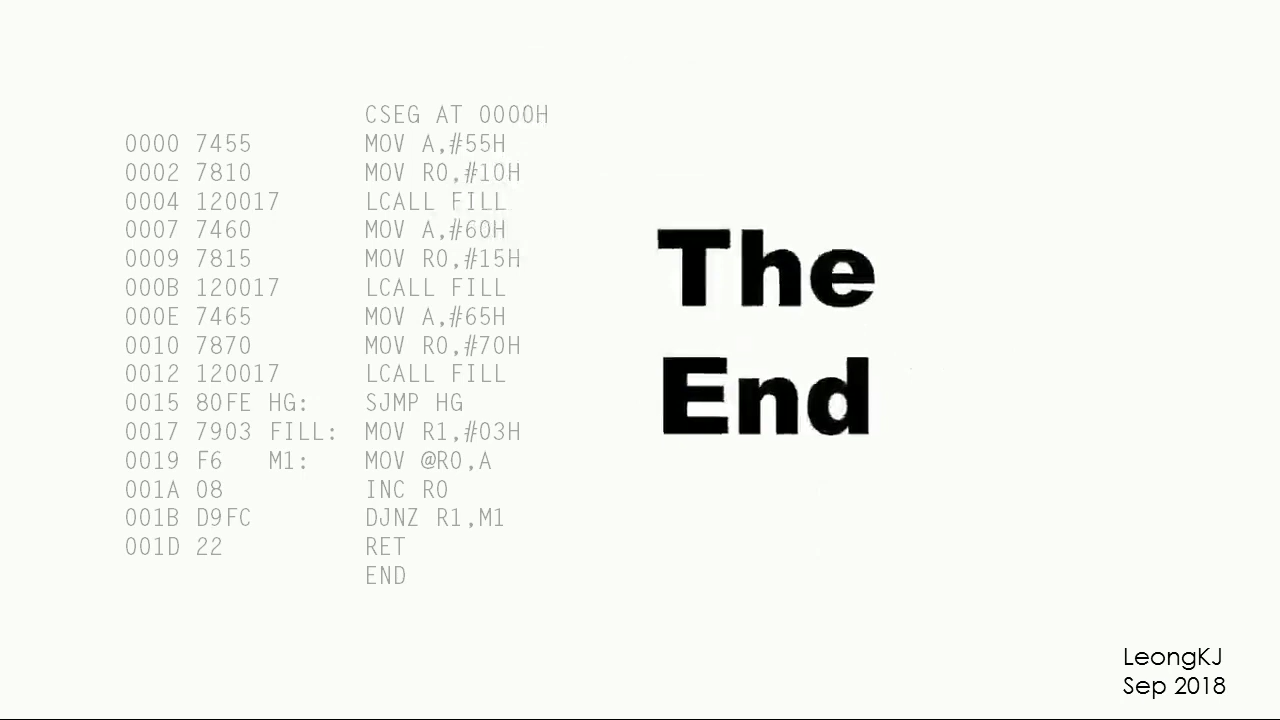 CSEG AT 0000H
0000 7455 MOV A,#55H
0002 7810 MOV R0,#10H
0004 120017 LCALL FILL
0007 7460 MOV A,#60H
0009 7815 MOV R0,#15H
000B 120017 LCALL FILL
000E 7465 MOV A,#65H
0010 7870 MOV R0,#70H
0012 120017 LCALL FILL
0015 80FE HG: SJMP HG
0017 7903 FILL: MOV R1,#03H
0019 F6 M1: MOV @R0,A
001A 08 INC R0
001B D9FC DJNZ R1,M1
001D 22 RET
END
The
End
LeongKJ
Sep 2018